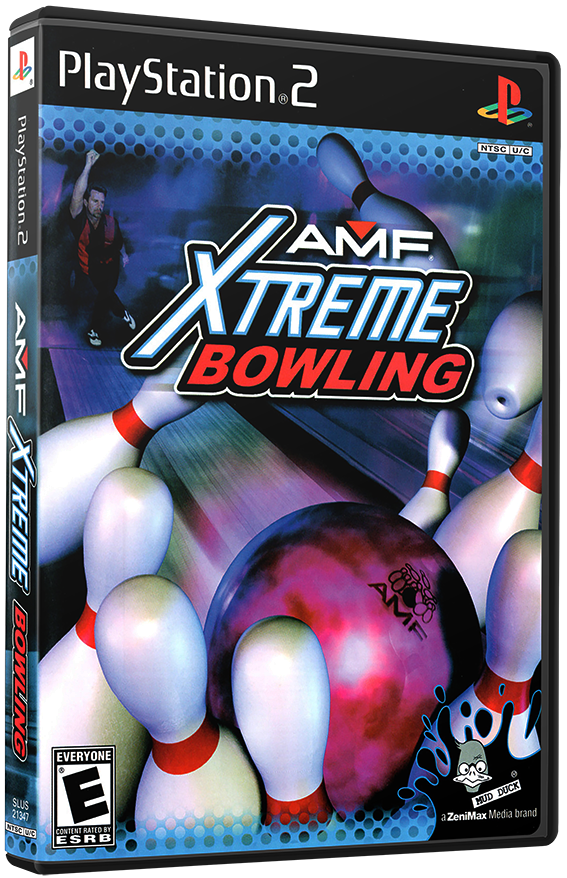 PlayStation®2
NTSC U/C
AMF®
XTREME
BOWLING
AMF
EVERYONE
E
CONTENT RATED BY
ESRB
MUD DUCK®
a ZeniMax Media brand
PlayStation®2
AMF XTREME BOWLING
SLUS
21347
NTSC U/C